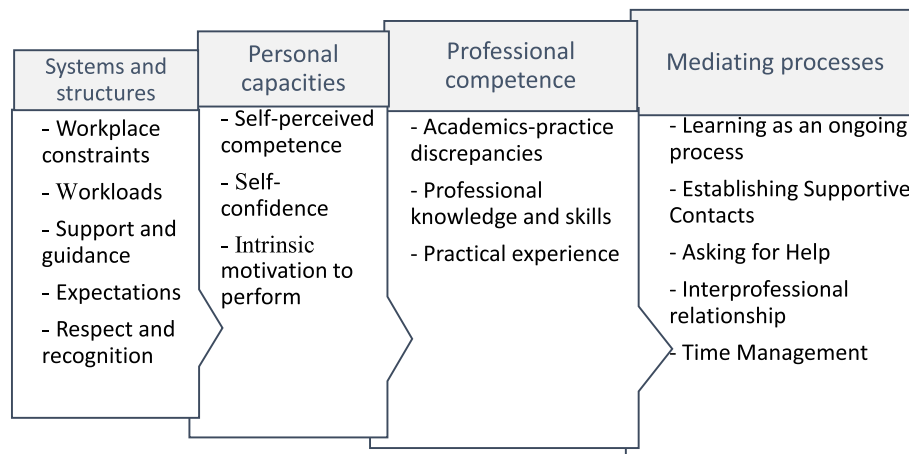 Systems and
structures
- Workplace
constraints
- Workloads
- Support and
guidance
- Expectations
- Respect and
recognition
Personal
capacities
- Self-perceived
competence
- Self-
confidence
- Intrinsic
motivation to
perform
Professional
competence
- Academics-practice
discrepancies
- Professional
knowledge and skills
- Practical experience
Mediating processes
- Learning as an ongoing
process
- Establishing Supportive
Contacts
- Asking for Help
- Interprofessional
relationship
- Time Management